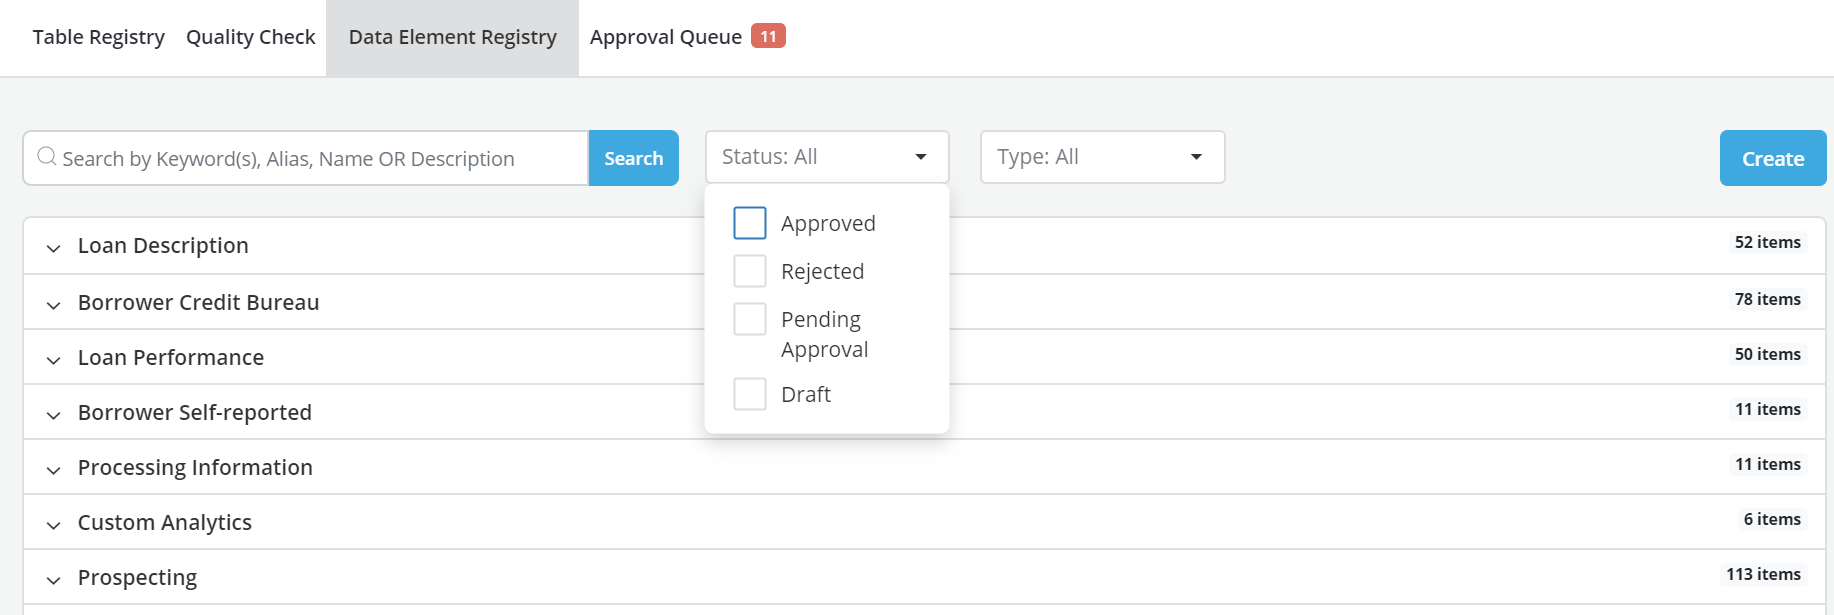 Table Registry Quality Check Data Element Registry Approval Queue 11
Search by Keyword(s), Alias, Name OR Description Search Status: All Type: All Create
Approved
Rejected
Pending
Approval
Draft
Loan Description 52 items
Borrower Credit Bureau 78 items
Loan Performance 50 items
Borrower Self-reported 11 items
Processing Information 11 items
Custom Analytics 6 items
Prospecting 113 items